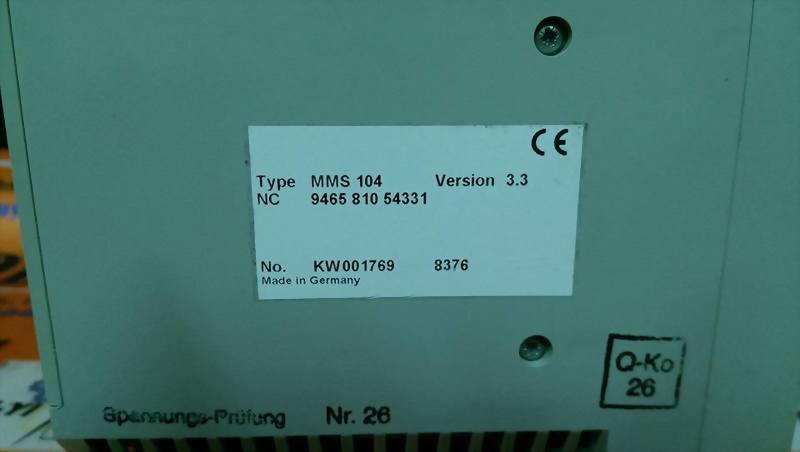 CE
Type MMS 104 Version 3.3
NC 9465 810 54331
No. KW001769 8376
Made in Germany
Q-Ko
26
Spannungs-Prüfung Nr. 26